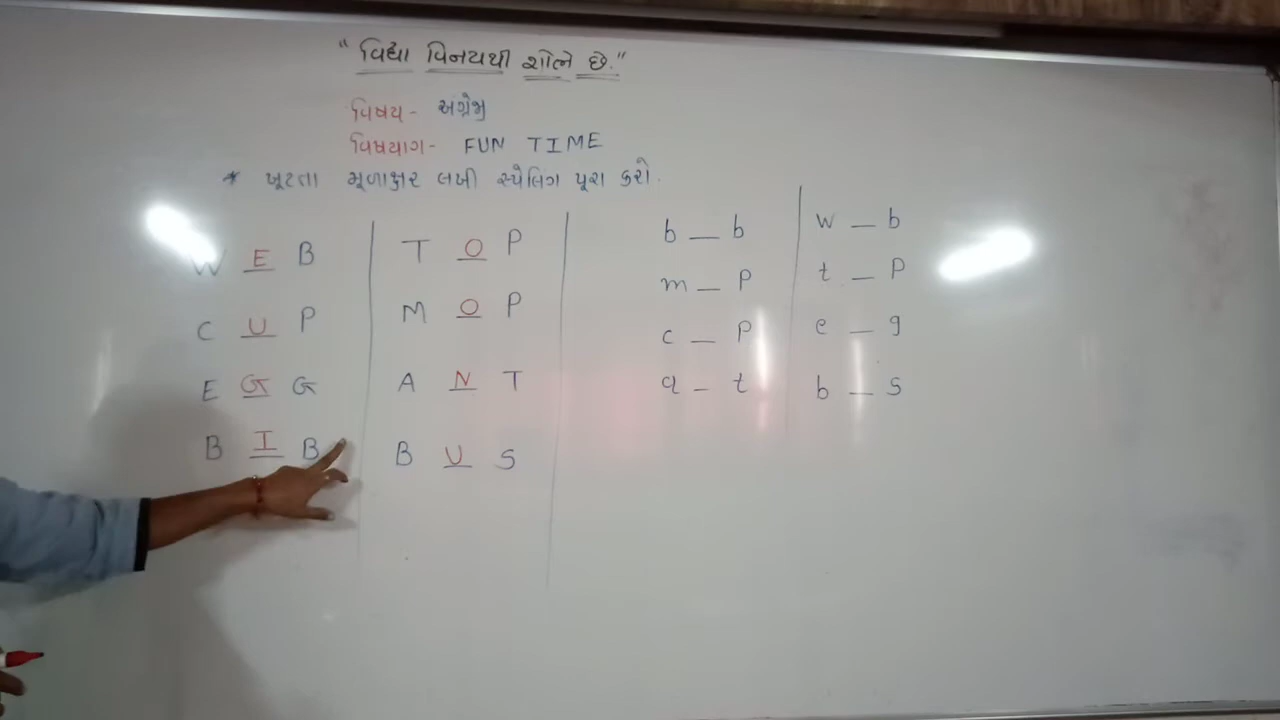 "વિદ્યા વિનયથી શોભે છે."
વિષય - અંગ્રેજી
વિષયાંગ - FUN TIME
* ખૂટતા મૂળાક્ષર લખી સ્પેલિંગ પૂરા કરો.
W E B T O P b _ b w _ b
C U P M O P m _ P t _ P
E G G A N T c _ P e _ g
B I B B U S a _ t b _ s